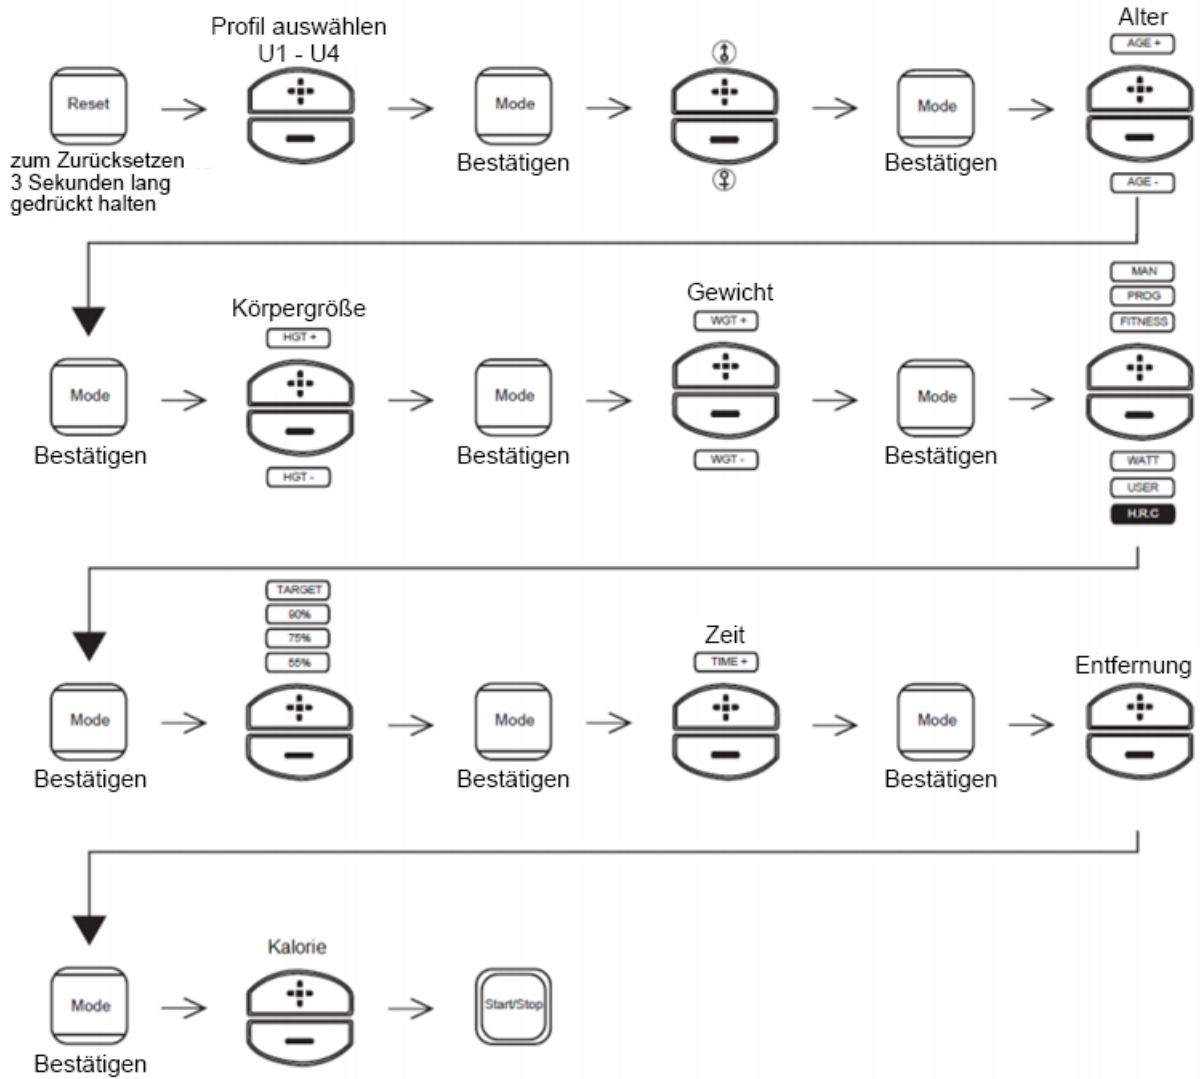 Profil auswählen
U1 - U4
Alter
AGE +
Reset
Mode
Mode
zum Zurücksetzen
3 Sekunden lang
gedrückt halten
Bestätigen
Bestätigen
AGE -
MAN
PROG
FITNESS
Körpergröße
HGT +
Gewicht
WGT +
Mode
Mode
Mode
Bestätigen
Bestätigen
Bestätigen
HGT -
WGT -
WATT
USER
H.R.C
TARGET
90%
75%
55%
Zeit
TIME +
Entfernung
Mode
Mode
Mode
Bestätigen
Bestätigen
Bestätigen
Kalorie
Mode
Start/Stop
Bestätigen